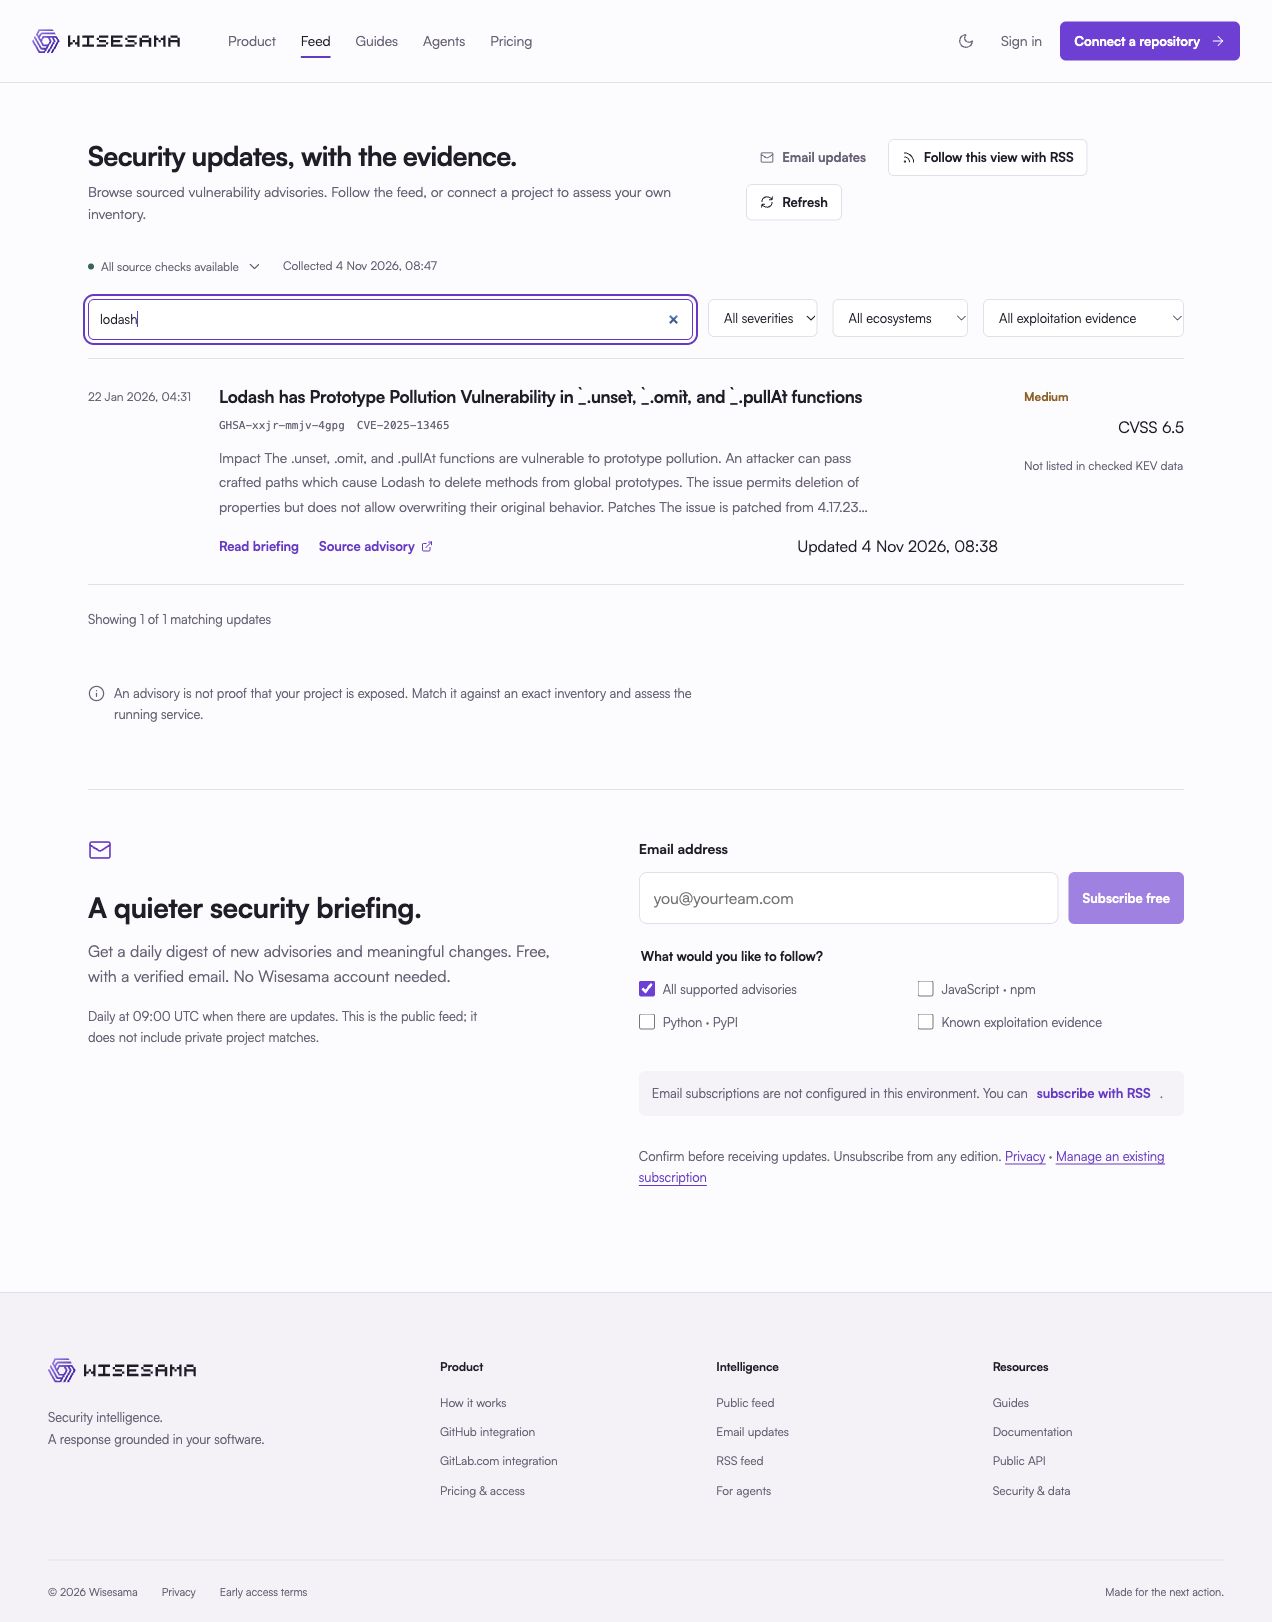 WISESAMA
Product Feed Guides Agents Pricing
Sign in
Connect a repository
Security updates, with the evidence.
Browse sourced vulnerability advisories. Follow the feed, or connect a project to assess your own
inventory.
Email updates
Follow this view with RSS
Refresh
All source checks available
Collected 4 Nov 2026, 08:47
lodash
All severities
All ecosystems
All exploitation evidence
22 Jan 2026, 04:31
Lodash has Prototype Pollution Vulnerability in `_.unset`, `_.omit`, and `_.pullAt` functions
GHSA-xxjr-mmjv-4gpg CVE-2025-13465
Impact The .unset, .omit, and .pullAt functions are vulnerable to prototype pollution. An attacker can pass
crafted paths which cause Lodash to delete methods from global prototypes. The issue permits deletion of
properties but does not allow overwriting their original behavior. Patches The issue is patched from 4.17.23…
Read briefing
Source advisory
Updated 4 Nov 2026, 08:38
Medium
CVSS 6.5
Not listed in checked KEV data
Showing 1 of 1 matching updates
An advisory is not proof that your project is exposed. Match it against an exact inventory and assess the
running service.
A quieter security briefing.
Get a daily digest of new advisories and meaningful changes. Free,
with a verified email. No Wisesama account needed.
Daily at 09:00 UTC when there are updates. This is the public feed; it
does not include private project matches.
Email address
you@yourteam.com
Subscribe free
What would you like to follow?
All supported advisories
JavaScript · npm
Python · PyPI
Known exploitation evidence
Email subscriptions are not configured in this environment. You can subscribe with RSS .
Confirm before receiving updates. Unsubscribe from any edition. Privacy · Manage an existing
subscription
WISESAMA
Security intelligence.
A response grounded in your software.
Product
How it works
GitHub integration
GitLab.com integration
Pricing & access
Intelligence
Public feed
Email updates
RSS feed
For agents
Resources
Guides
Documentation
Public API
Security & data
© 2026 Wisesama Privacy Early access terms
Made for the next action.